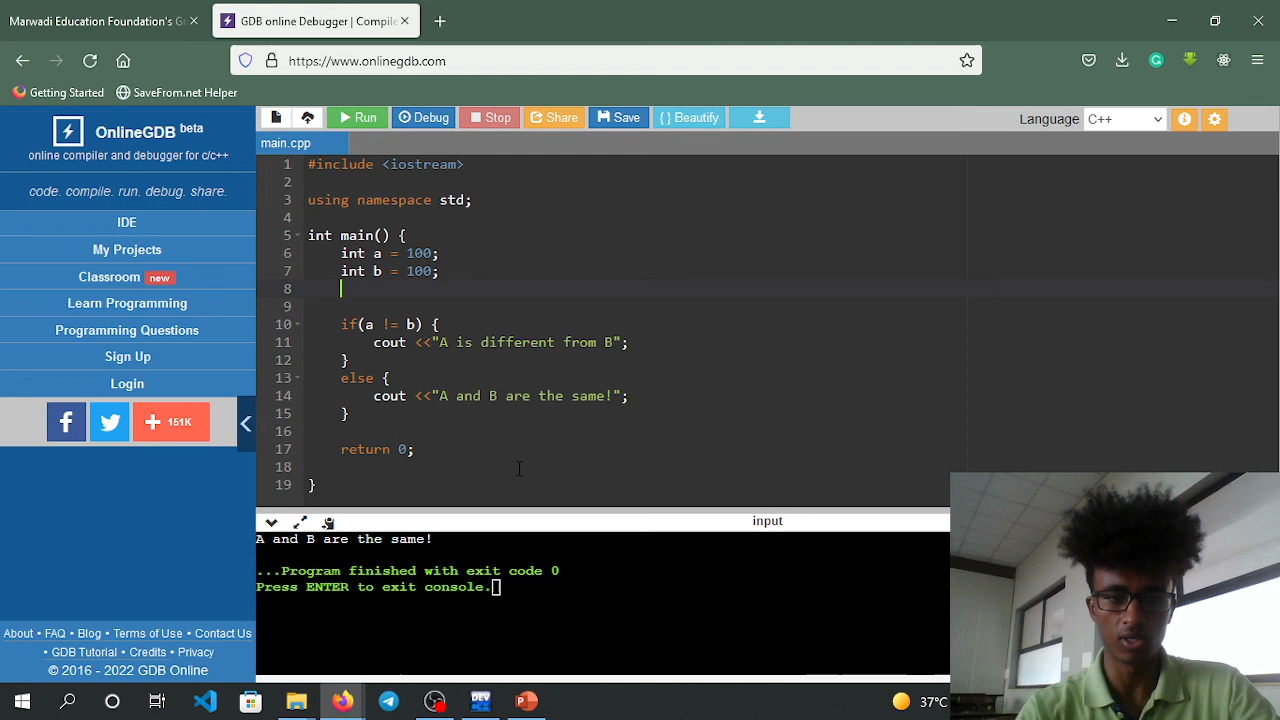 Marwadi Education Foundation's Gr
GDB online Debugger | Compile
https://www.onlinegdb.com
Getting Started
SaveFrom.net Helper
OnlineGDB beta
online compiler and debugger for c/c++
code. compile. run. debug. share.
IDE
My Projects
Classroom new
Learn Programming
Programming Questions
Sign Up
Login
151K
About • FAQ • Blog • Terms of Use • Contact Us
• GDB Tutorial • Credits • Privacy
© 2016 - 2022 GDB Online
Run
Debug
Stop
Share
Save
{ } Beautify
Language C++
main.cpp
1 #include <iostream>
2
3 using namespace std;
4
5 int main() {
6 int a = 100;
7 int b = 100;
8
9
10 if(a != b) {
11 cout <<"A is different from B";
12 }
13 else {
14 cout <<"A and B are the same!";
15 }
16
17 return 0;
18
19 }
input
A and B are the same!
...Program finished with exit code 0
Press ENTER to exit console.
DEV
37°C